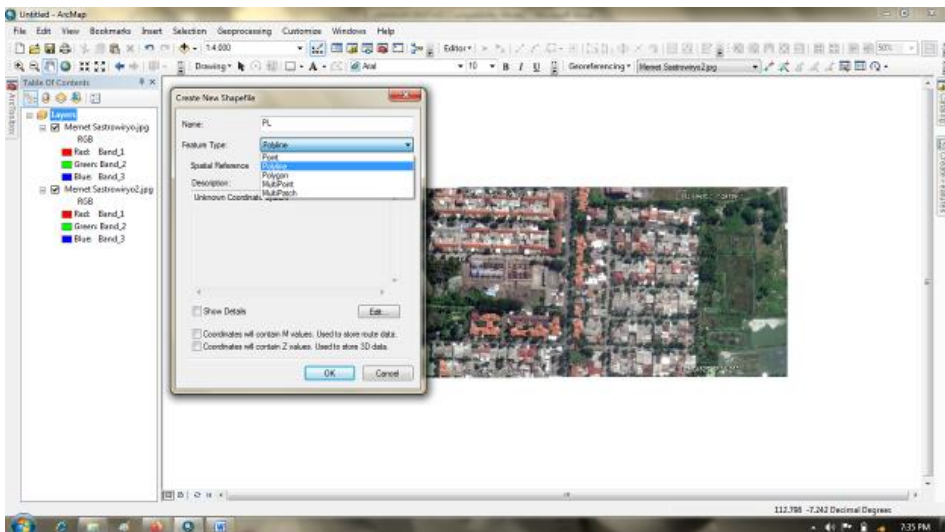 Untitled - ArcMap
File Edit View Bookmarks Insert Selection Geoprocessing Customize Windows Help
1:4.000
Editor
Drawing
Arial
10
B I U
Georeferencing
Memet Sastrowiryo2.jpg
Table Of Contents
Layers
Memet Sastrowiryo.jpg
RGB
Red: Band_1
Green: Band_2
Blue: Band_3
Memet Sastrowiryo2.jpg
RGB
Red: Band_1
Green: Band_2
Blue: Band_3
Create New Shapefile
Name: PL
Feature Type: Polyline
Point
Polyline
Polygon
MultiPoint
MultiPatch
Spatial Reference
Description:
Unknown Coordinate System
Show Details
Edit...
Coordinates will contain M values. Used to store route data.
Coordinates will contain Z values. Used to store 3D data.
OK Cancel
112.798 -7.242 Decimal Degrees
7:35 PM